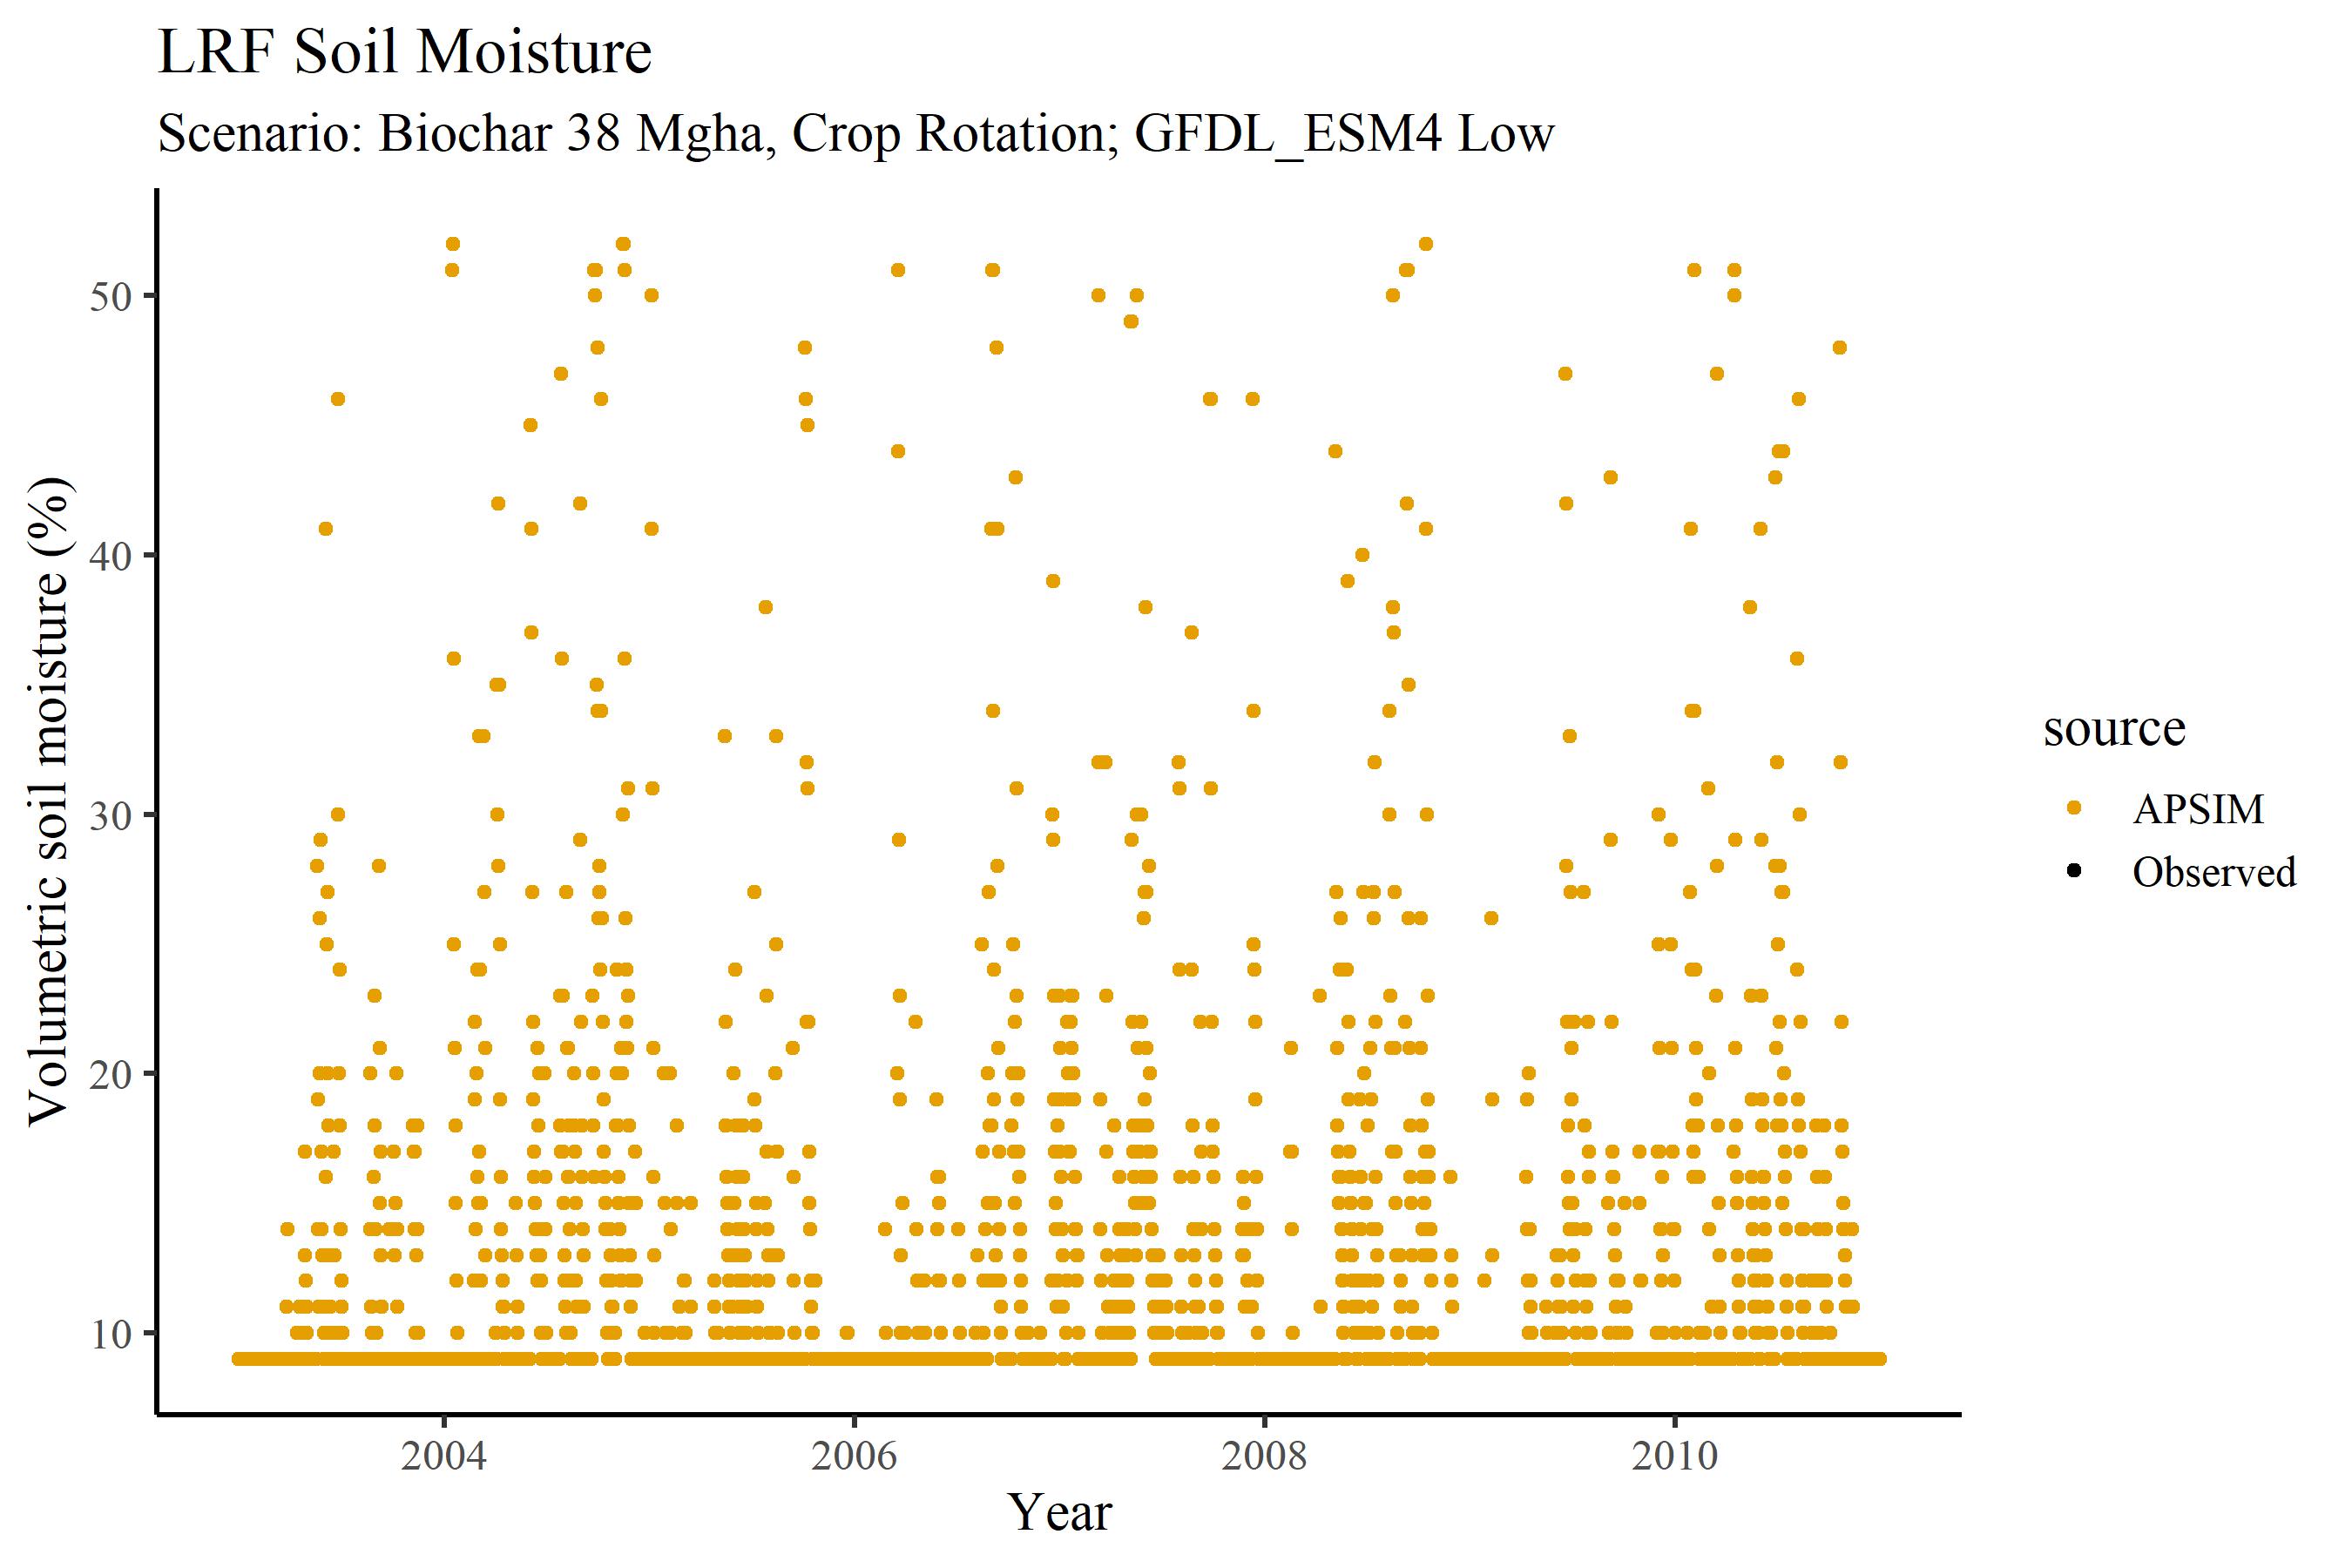 LRF Soil Moisture
Scenario: Biochar 38 Mgha, Crop Rotation; GFDL_ESM4 Low
Volumetric soil moisture (%)
50
40
30
20
10
2004 2006 2008 2010
Year
source
APSIM
Observed